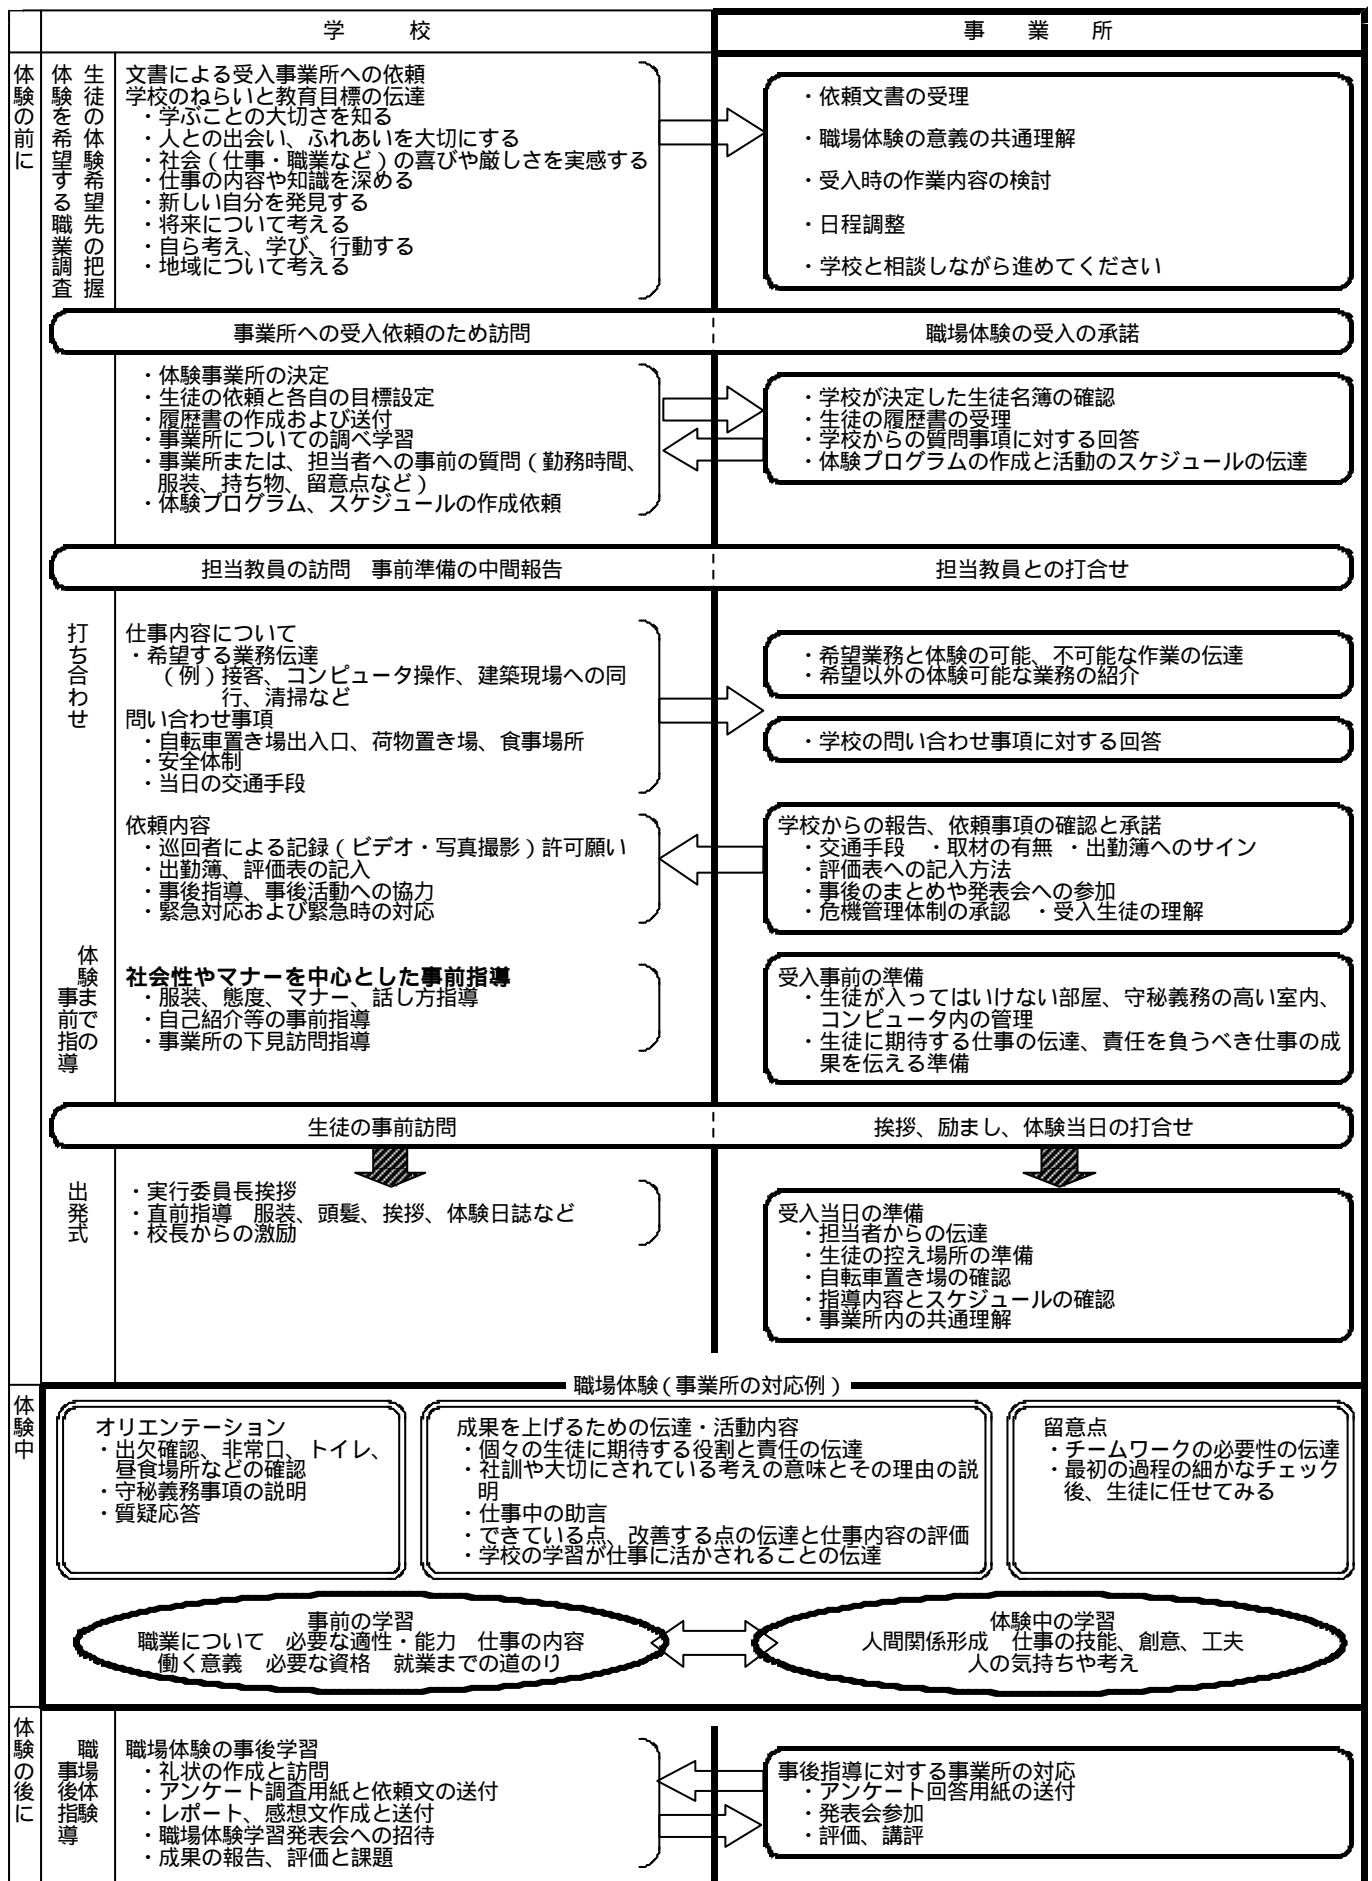 学　校
事　業　所
体験の前に
生徒の体験希望先の把握
体験を希望する職業の調査
文書による受入事業所への依頼
学校のねらいと教育目標の伝達
・学ぶことの大切さを知る
・人との出会い、ふれあいを大切にする
・社会(仕事・職業など)の喜びや厳しさを実感する
・仕事の内容や知識を深める
・新しい自分を発見する
・将来について考える
・自ら考え、学び、行動する
・地域について考える
・依頼文書の受理
・職場体験の意義の共通理解
・受入時の作業内容の検討
・日程調整
・学校と相談しながら進めてください
事業所への受入依頼のため訪問
職場体験の受入の承諾
・体験事業所の決定
・生徒の依頼と各自の目標設定
・履歴書の作成および送付
・事業所についての調べ学習
・事業所または、担当者への事前の質問(勤務時間、
服装、持ち物、留意点など)
・体験プログラム、スケジュールの作成依頼
・学校が決定した生徒名簿の確認
・生徒の履歴書の受理
・学校からの質問事項に対する回答
・体験プログラムの作成と活動のスケジュールの伝達
担当教員の訪問　事前準備の中間報告
担当教員との打合せ
打ち合わせ
仕事内容について
・希望する業務伝達
(例)接客、コンピュータ操作、建築現場への同
行、清掃など
問い合わせ事項
・自転車置き場出入口、荷物置き場、食事場所
・安全体制
・当日の交通手段
・希望業務と体験の可能、不可能な作業の伝達
・希望以外の体験可能な業務の紹介
・学校の問い合わせ事項に対する回答
依頼内容
・巡回者による記録(ビデオ・写真撮影)許可願い
・出勤簿、評価表の記入
・事後指導、事後活動への協力
・緊急対応および緊急時の対応
学校からの報告、依頼事項の確認と承諾
・交通手段　・取材の有無　・出勤簿へのサイン
・評価表への記入方法
・事後のまとめや発表会への参加
・危機管理体制の承認　・受入生徒の理解
体験までの
事前指導
社会性やマナーを中心とした事前指導
・服装、態度、マナー、話し方指導
・自己紹介等の事前指導
・事業所の下見訪問指導
受入事前の準備
・生徒が入ってはいけない部屋、守秘義務の高い室内、
コンピュータ内の管理
・生徒に期待する仕事の伝達、責任を負うべき仕事の成
果を伝える準備
生徒の事前訪問
挨拶、励まし、体験当日の打合せ
出発式
・実行委員長挨拶
・直前指導　服装、頭髪、挨拶、体験日誌など
・校長からの激励
受入当日の準備
・担当者からの伝達
・生徒の控え場所の準備
・自転車置き場の確認
・指導内容とスケジュールの確認
・事業所内の共通理解
体験中
職場体験(事業所の対応例)
オリエンテーション
・出欠確認、非常口、トイレ、
昼食場所などの確認
・守秘義務事項の説明
・質疑応答
成果を上げるための伝達・活動内容
・個々の生徒に期待する役割と責任の伝達
・社訓や大切にされている考えの意味とその理由の説
明
・仕事中の助言
・できている点、改善する点の伝達と仕事内容の評価
・学校の学習が仕事に活かされることの伝達
留意点
・チームワークの必要性の伝達
・最初の過程の細かなチェック
後、生徒に任せてみる
事前の学習
職業について　必要な適性・能力　仕事の内容
働く意義　必要な資格　就業までの道のり
体験中の学習
人間関係形成　仕事の技能、創意、工夫
人の気持ちや考え
体験の後に
職場体験
事後指導
職場体験の事後学習
・礼状の作成と訪問
・アンケート調査用紙と依頼文の送付
・レポート、感想文作成と送付
・職場体験学習発表会への招待
・成果の報告、評価と課題
事後指導に対する事業所の対応
・アンケート回答用紙の送付
・発表会参加
・評価、講評